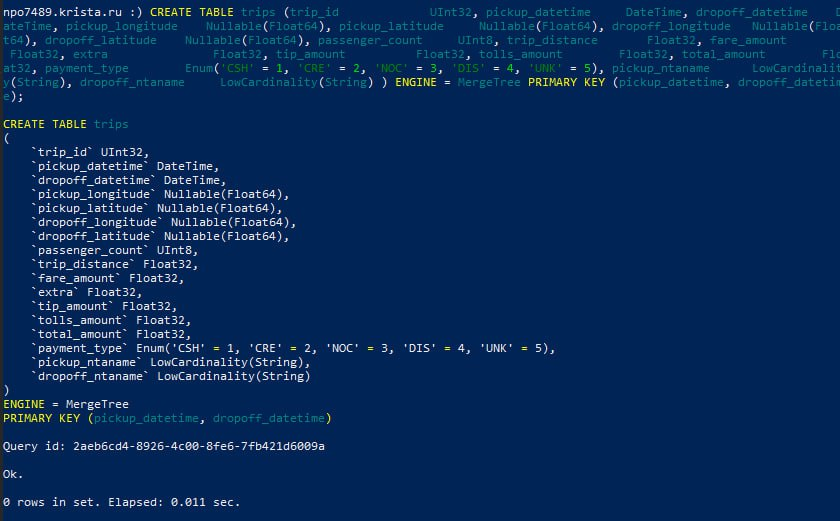 npo7489.krista.ru :) CREATE TABLE trips (trip_id             UInt32, pickup_datetime     DateTime, dropoff_datetime    D
ateTime, pickup_longitude    Nullable(Float64), pickup_latitude     Nullable(Float64), dropoff_longitude   Nullable(Floa
t64), dropoff_latitude    Nullable(Float64), passenger_count     UInt8, trip_distance       Float32, fare_amount        
 Float32, extra               Float32, tip_amount          Float32, tolls_amount        Float32, total_amount        Flo
at32, payment_type        Enum('CSH' = 1, 'CRE' = 2, 'NOC' = 3, 'DIS' = 4, 'UNK' = 5), pickup_ntaname      LowCardinalit
y(String), dropoff_ntaname     LowCardinality(String) ) ENGINE = MergeTree PRIMARY KEY (pickup_datetime, dropoff_datetim
e);
CREATE TABLE trips
(
    `trip_id` UInt32,
    `pickup_datetime` DateTime,
    `dropoff_datetime` DateTime,
    `pickup_longitude` Nullable(Float64),
    `pickup_latitude` Nullable(Float64),
    `dropoff_longitude` Nullable(Float64),
    `dropoff_latitude` Nullable(Float64),
    `passenger_count` UInt8,
    `trip_distance` Float32,
    `fare_amount` Float32,
    `extra` Float32,
    `tip_amount` Float32,
    `tolls_amount` Float32,
    `total_amount` Float32,
    `payment_type` Enum('CSH' = 1, 'CRE' = 2, 'NOC' = 3, 'DIS' = 4, 'UNK' = 5),
    `pickup_ntaname` LowCardinality(String),
    `dropoff_ntaname` LowCardinality(String)
)
ENGINE = MergeTree
PRIMARY KEY (pickup_datetime, dropoff_datetime)
Query id: 2aeb6cd4-8926-4c00-8fe6-7fb421d6009a
Ok.
0 rows in set. Elapsed: 0.011 sec.